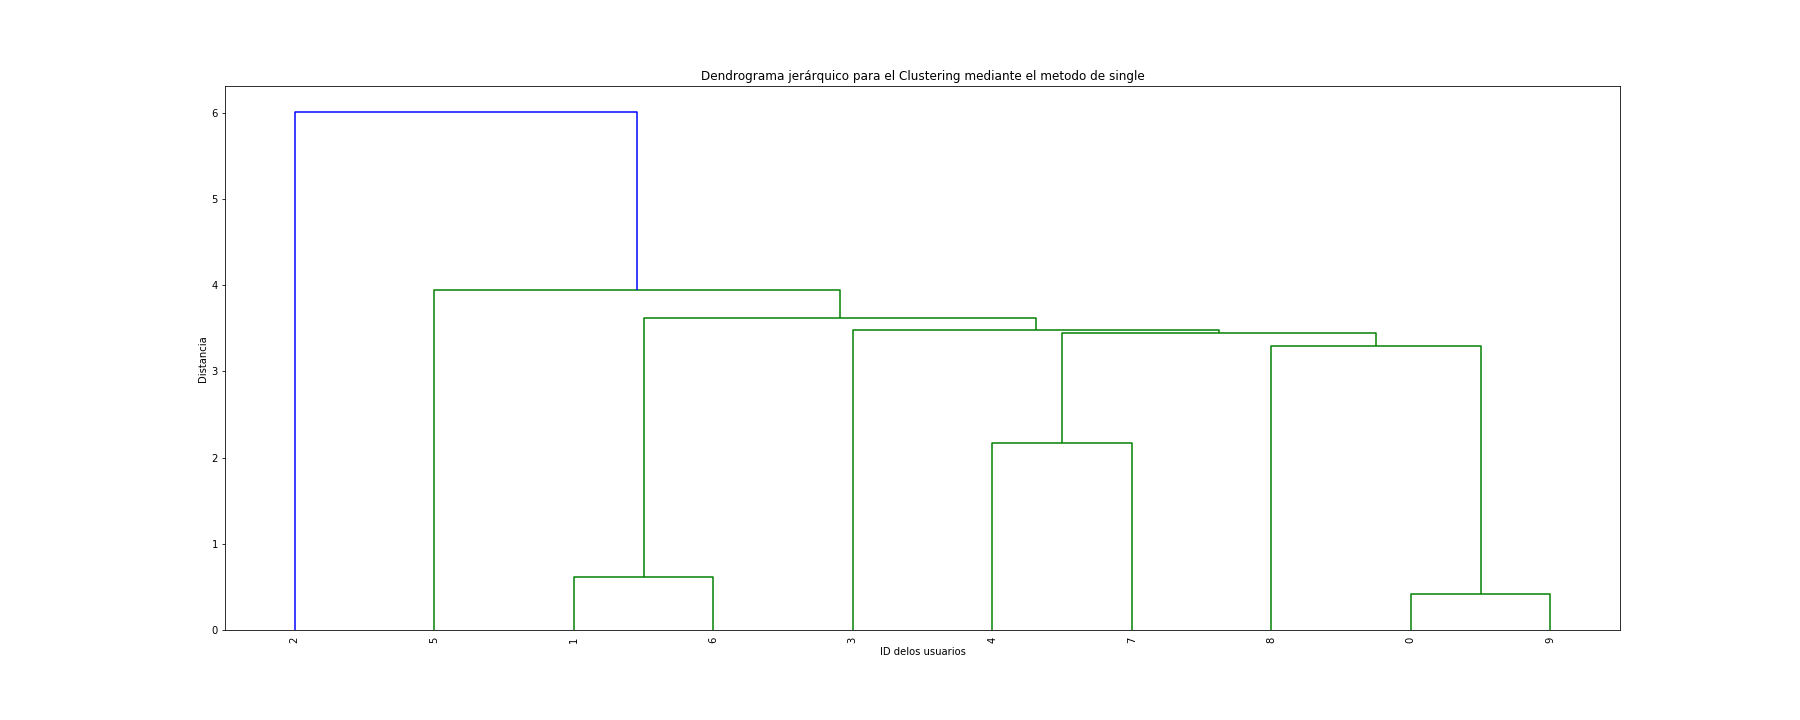 Dendrograma jerárquico para el Clustering mediante el metodo de single
6
5
4
3
2
1
0
Distancia
2 5 1 6 3 4 7 8 0 9
ID delos usuarios